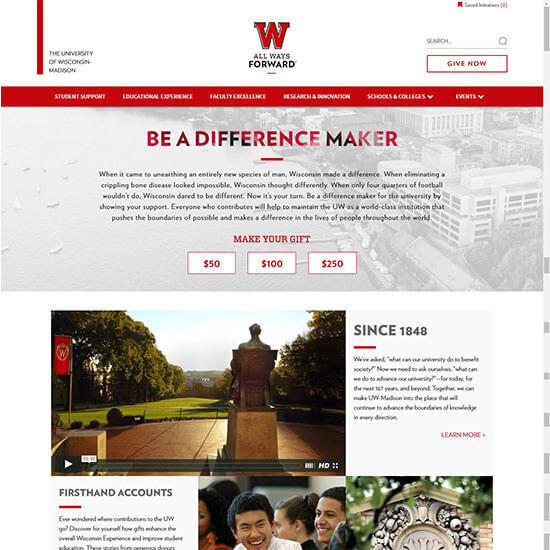 Saved Initiatives (0)
THE UNIVERSITY
OF WISCONSIN-
MADISON
W
ALL WAYS
FORWARD
SEARCH...
GIVE NOW
STUDENT SUPPORT EDUCATIONAL EXPERIENCE FACULTY EXCELLENCE RESEARCH & INNOVATION SCHOOLS & COLLEGES EVENTS
BE A DIFFERENCE MAKER
When it came to unearthing an entirely new species of man, Wisconsin made a difference. When eliminating a
crippling bone disease looked impossible, Wisconsin thought differently. When only four quarters of football
wouldn't do, Wisconsin dared to be different. Now it's your turn. Be a difference maker for the university by
showing your support. Everyone who contributes will help to maintain the UW as a world-class institution that
pushes the boundaries of possible and makes a difference in the lives of people throughout the world.
MAKE YOUR GIFT
$50 $100 $250
SINCE 1848
We've asked, "what can our university do to benefit
society?" Now we need to ask ourselves, "what can
we do to advance our university?"—for today, for
the next 167 years, and beyond. Together, we can
make UW-Madison into the place that will
continue to advance the boundaries of knowledge
in every direction.
LEARN MORE >
W
HD
FIRSTHAND ACCOUNTS
Ever wondered where contributions to the UW
go? Discover for yourself how gifts enhance the
overall Wisconsin Experience and improve student
education. These stories from generous donors